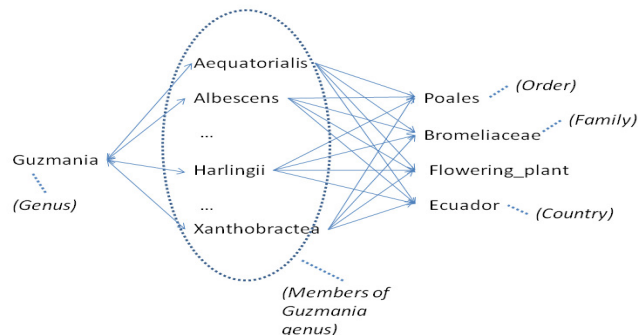 Aequatorialis
Albescens
...
Harlingii
...
Xanthobractea
Guzmania
(Genus)
Poales
(Order)
Bromeliaceae
(Family)
Flowering_plant
Ecuador
(Country)
(Members of
Guzmania
genus)